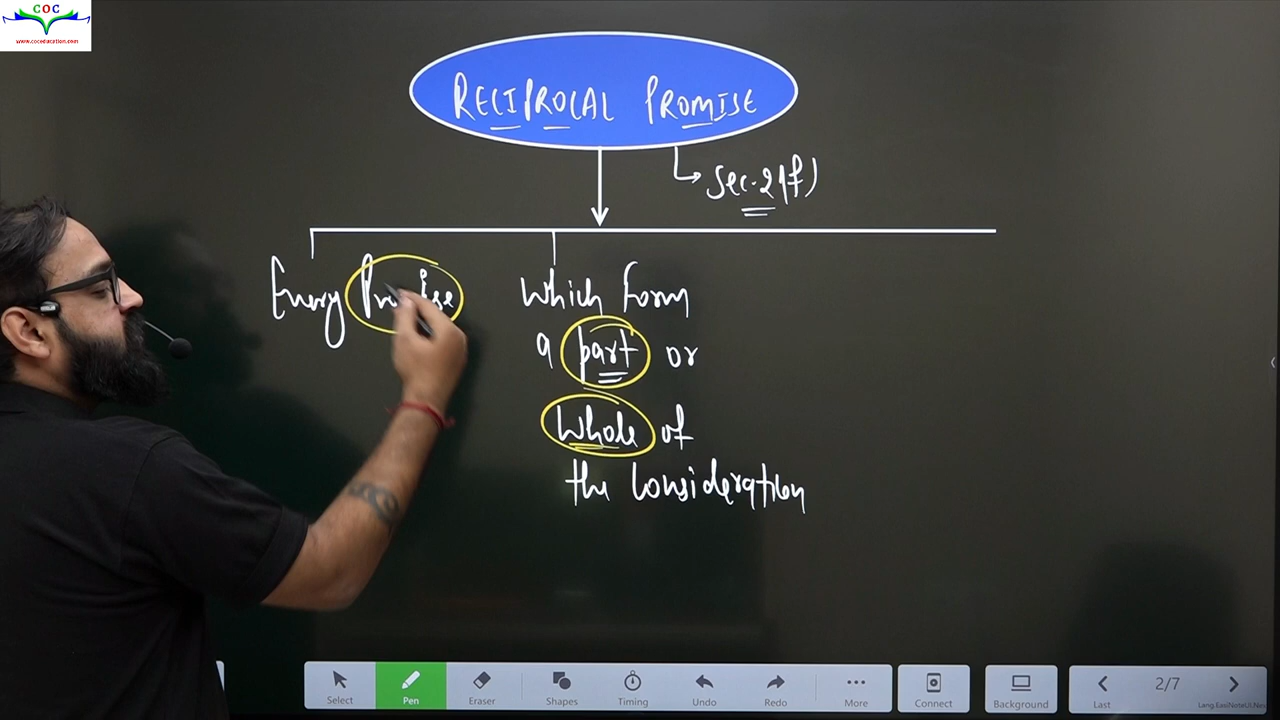 COC
www.coceducation.com
RECIPROCAL PROMISE
Sec-2(f)
Every Promise
Which form
a part or
Whole of
the Consideration
Select
Pen
Eraser
Shapes
Timing
Undo
Redo
More
Connect
Background
Last
2/7